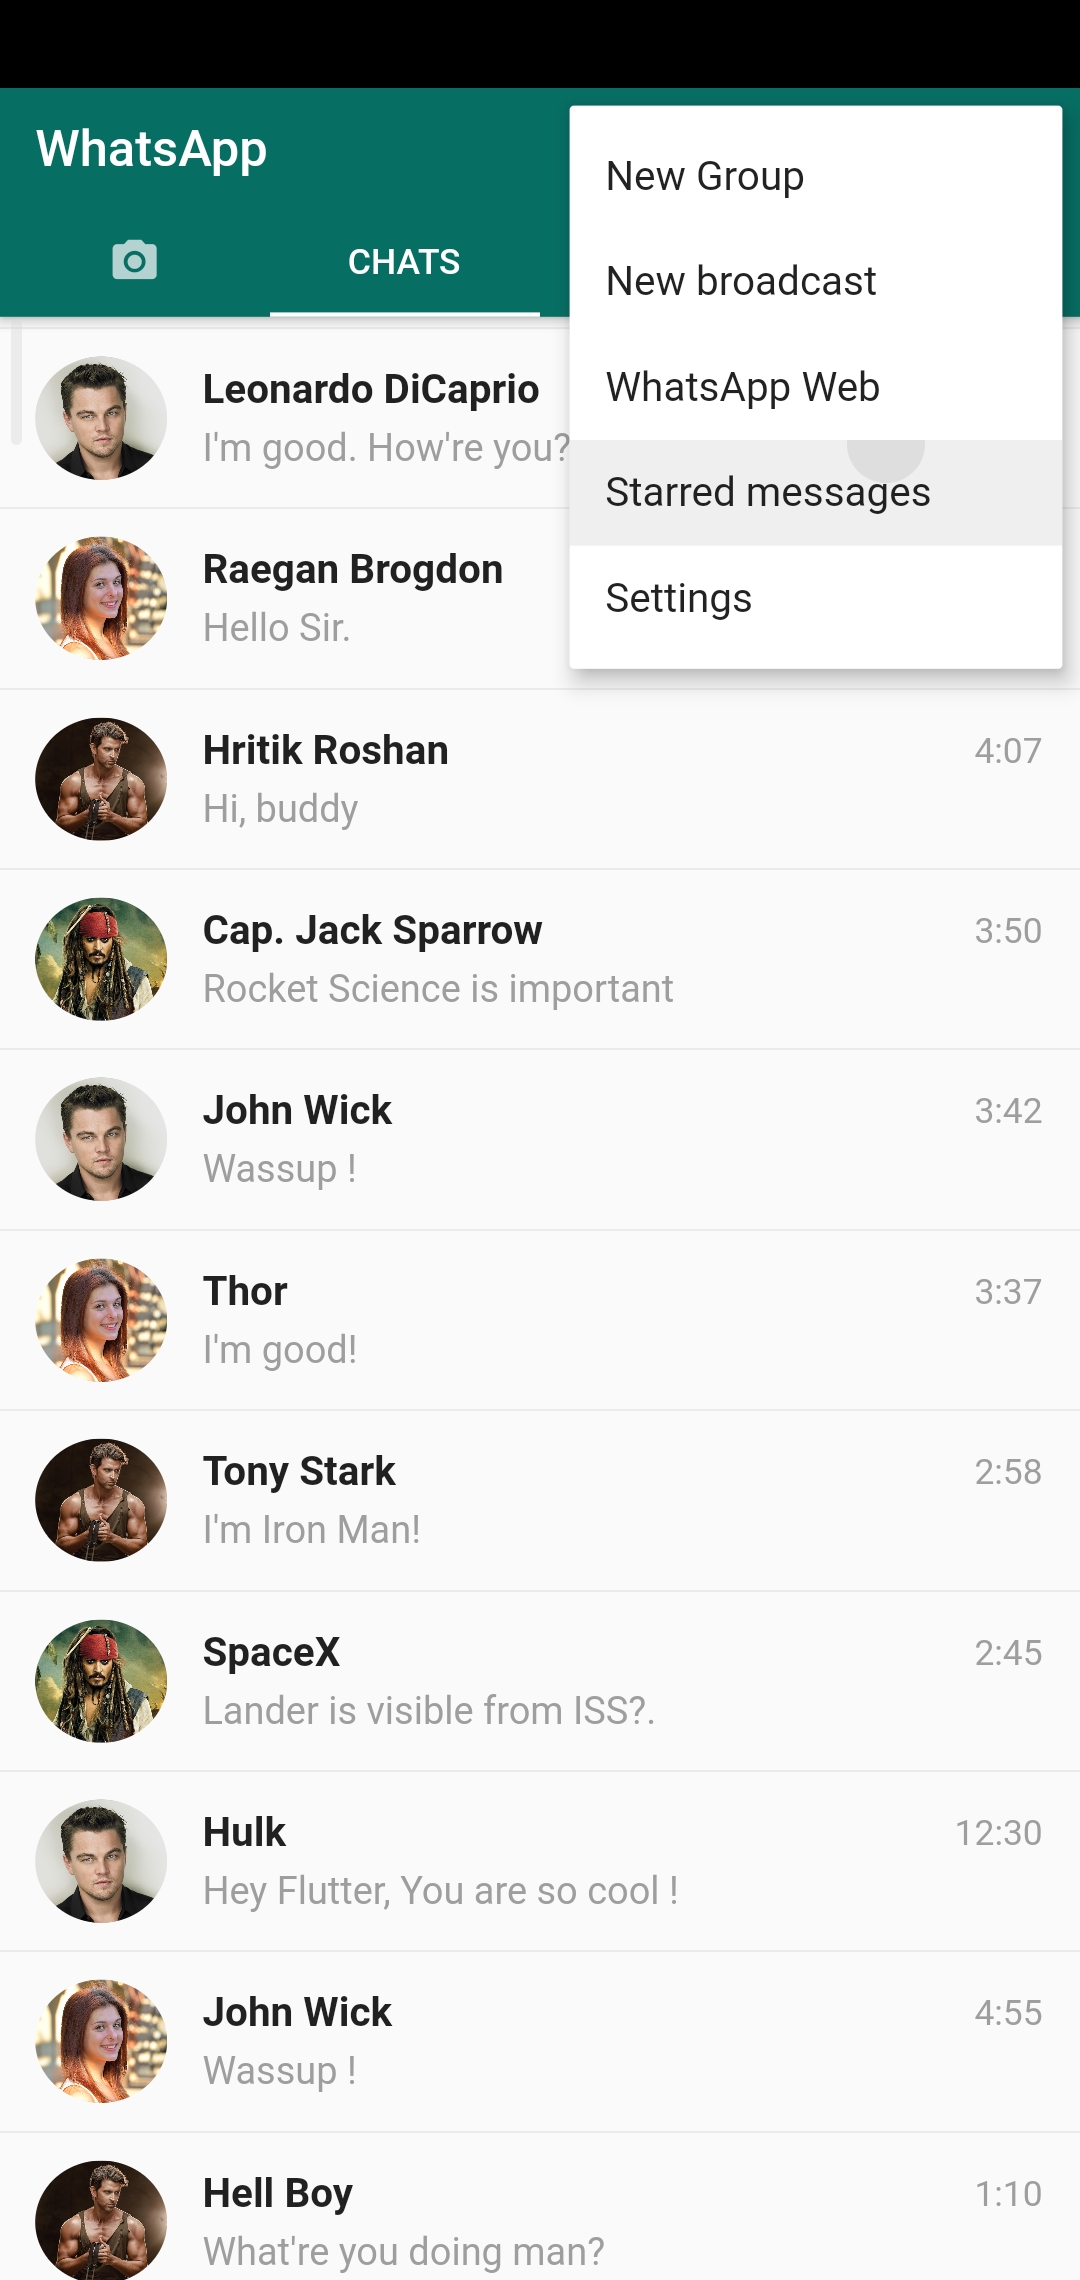 WhatsApp
CHATS
New Group
New broadcast
WhatsApp Web
Starred messages
Settings
Leonardo DiCaprio
I'm good. How're you?
Raegan Brogdon
Hello Sir.
Hritik Roshan 4:07
Hi, buddy
Cap. Jack Sparrow 3:50
Rocket Science is important
John Wick 3:42
Wassup !
Thor 3:37
I'm good!
Tony Stark 2:58
I'm Iron Man!
SpaceX 2:45
Lander is visible from ISS?.
Hulk 12:30
Hey Flutter, You are so cool !
John Wick 4:55
Wassup !
Hell Boy 1:10
What're you doing man?